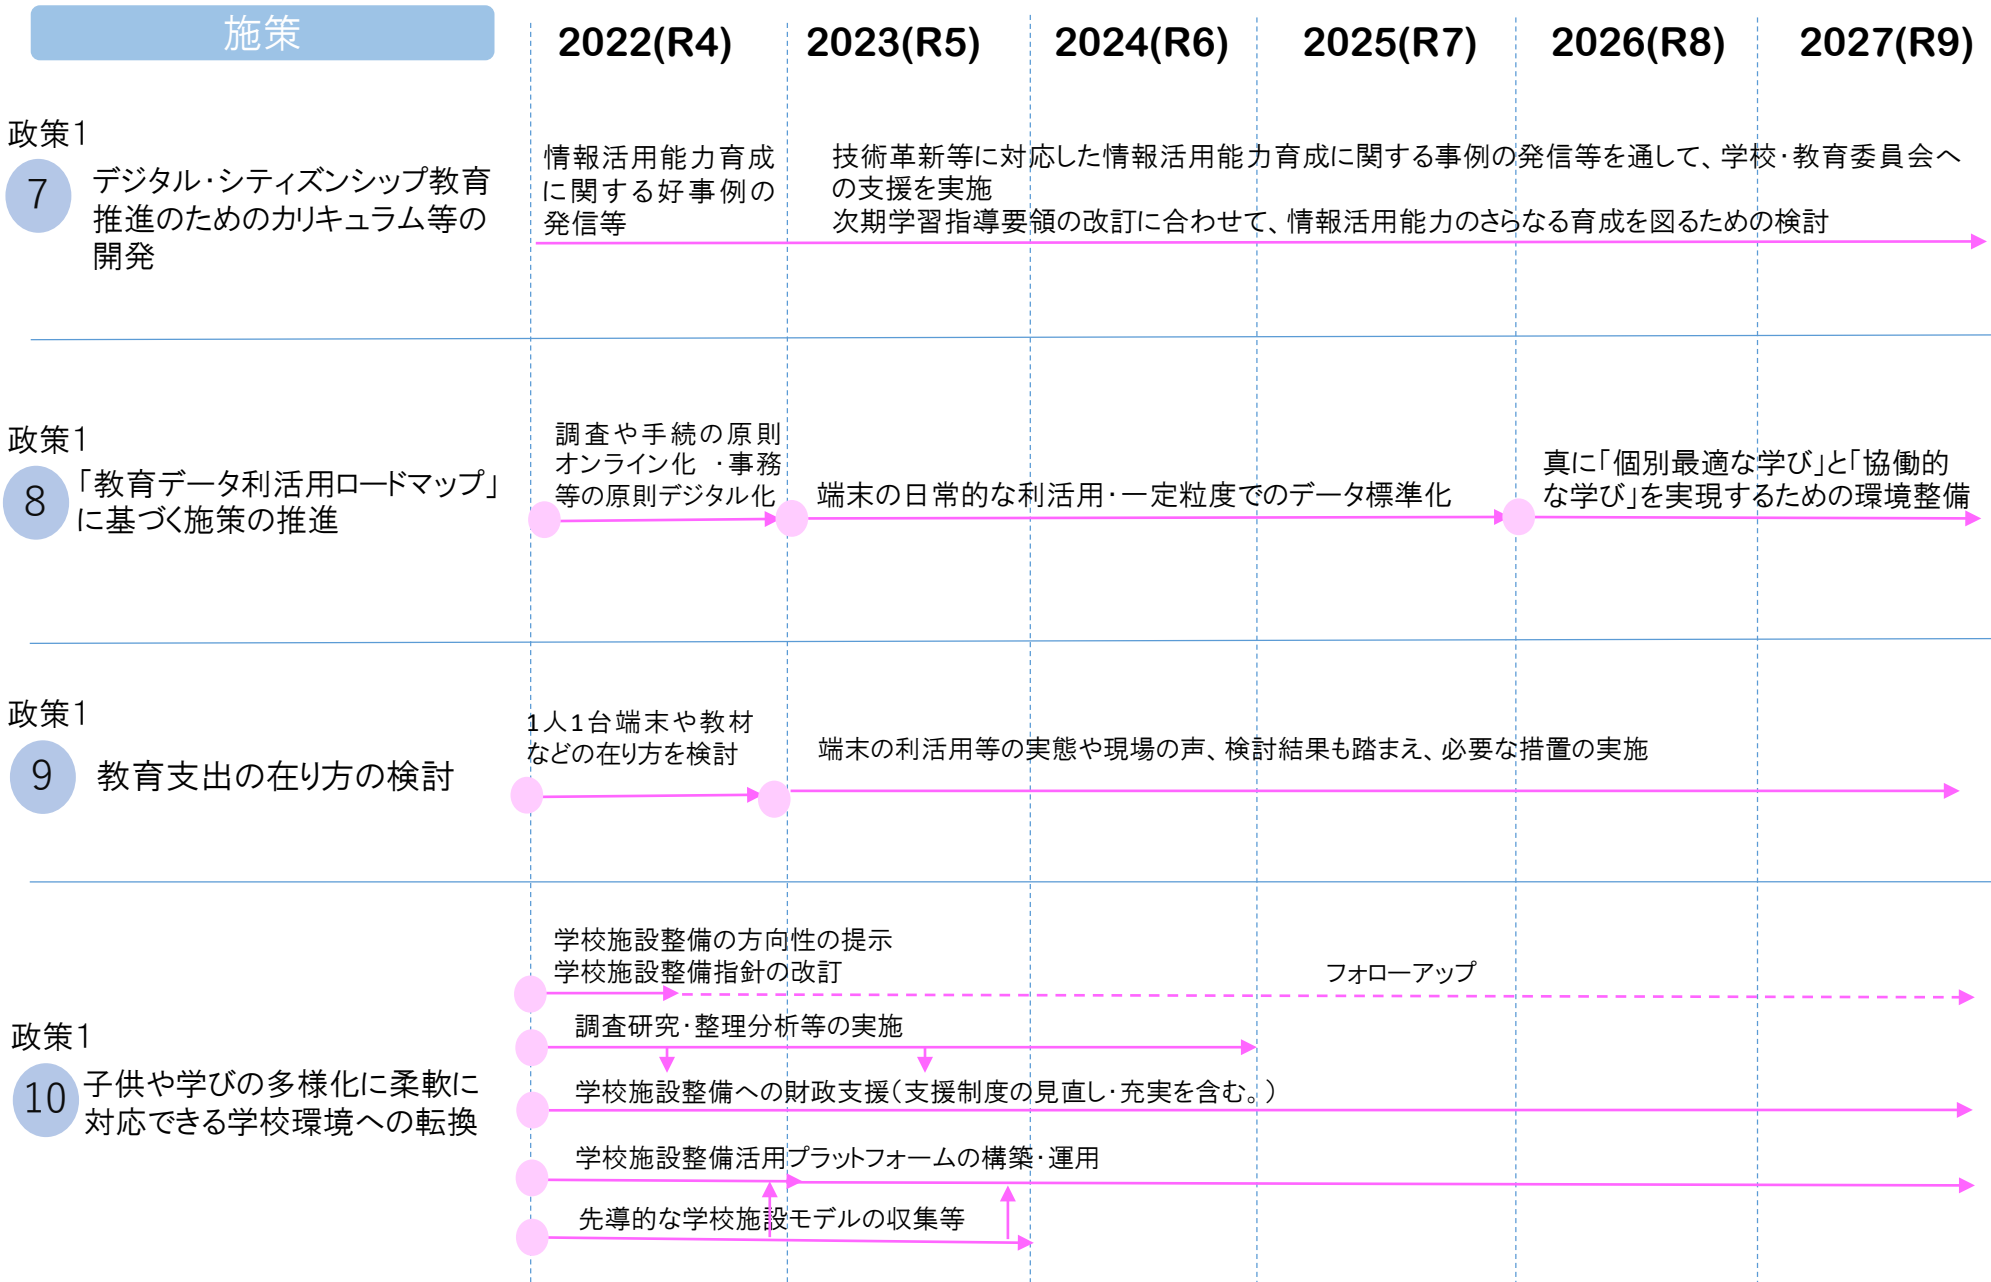 施策
2022(R4)
2023(R5)
2024(R6)
2025(R7)
2026(R8)
2027(R9)
政策1
7
デジタル・シティズンシップ教育
推進のためのカリキュラム等の
開発
情報活用能力育成
に関する好事例の
発信等
技術革新等に対応した情報活用能力育成に関する事例の発信等を通して、学校・教育委員会へ
の支援を実施
次期学習指導要領の改訂に合わせて、情報活用能力のさらなる育成を図るための検討
政策1
8
「教育データ利活用ロードマップ」
に基づく施策の推進
調査や手続の原則
オンライン化 ・事務
等の原則デジタル化
端末の日常的な利活用・一定粒度でのデータ標準化
真に「個別最適な学び」と「協働的
な学び」を実現するための環境整備
政策1
9
教育支出の在り方の検討
1人1台端末や教材
などの在り方を検討
端末の利活用等の実態や現場の声、検討結果も踏まえ、必要な措置の実施
政策1
10
子供や学びの多様化に柔軟に
対応できる学校環境への転換
学校施設整備の方向性の提示
学校施設整備指針の改訂
フォローアップ
調査研究・整理分析等の実施
学校施設整備への財政支援(支援制度の見直し・充実を含む。)
学校施設整備活用プラットフォームの構築・運用
先導的な学校施設モデルの収集等